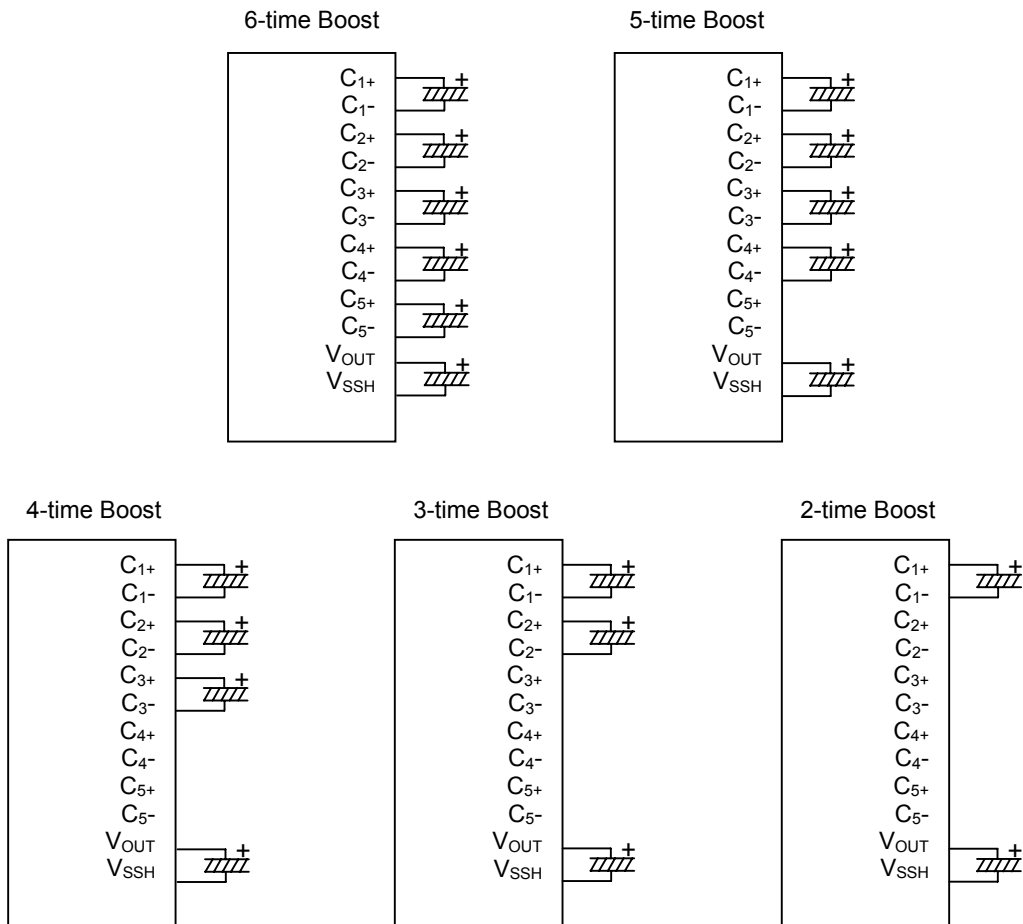 6-time Boost
C1+ +
C1-
C2+ +
C2-
C3+ +
C3-
C4+ +
C4-
C5+ +
C5-
VOUT +
VSSH
5-time Boost
C1+ +
C1-
C2+ +
C2-
C3+ +
C3-
C4+ +
C4-
C5+
C5-
VOUT +
VSSH
4-time Boost
C1+ +
C1-
C2+ +
C2-
C3+ +
C3-
C4+
C4-
C5+
C5-
VOUT +
VSSH
3-time Boost
C1+ +
C1-
C2+ +
C2-
C3+
C3-
C4+
C4-
C5+
C5-
VOUT +
VSSH
2-time Boost
C1+ +
C1-
C2+
C2-
C3+
C3-
C4+
C4-
C5+
C5-
VOUT +
VSSH